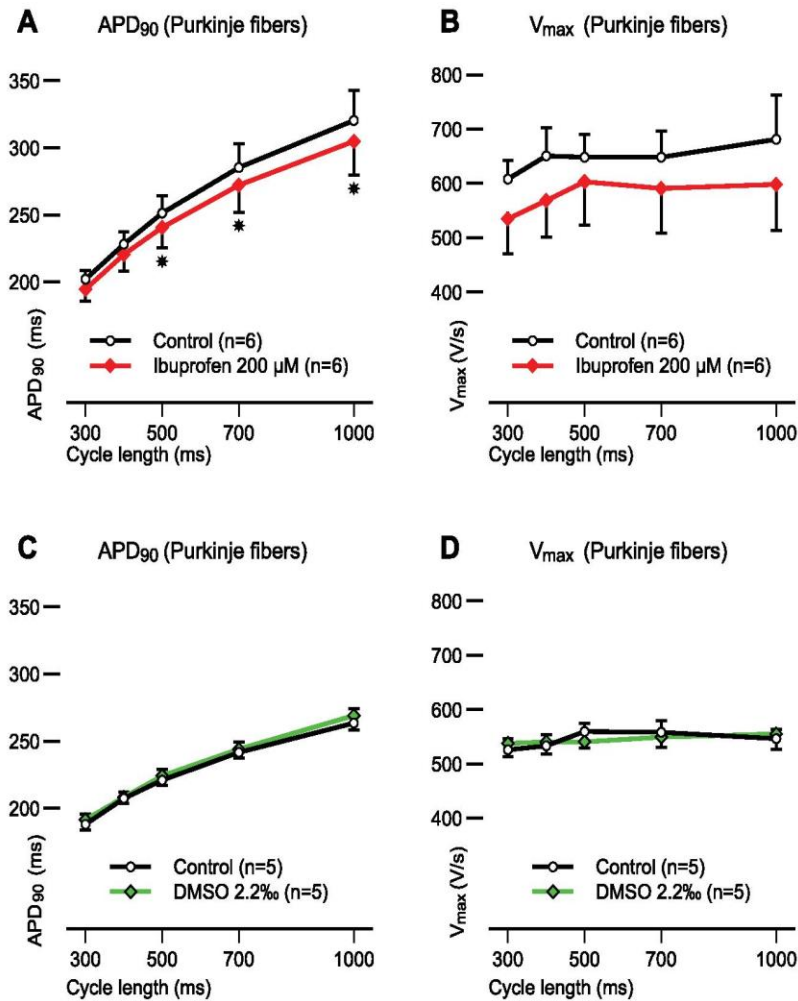 A APD90 (Purkinje fibers)
350
300
250
200
APD90 (ms)
*
*
*
Control (n=6)
Ibuprofen 200 µM (n=6)
300 500 700 1000
Cycle length (ms)
B Vmax (Purkinje fibers)
800
700
600
500
400
Vmax (V/s)
Control (n=6)
Ibuprofen 200 µM (n=6)
300 500 700 1000
Cycle length (ms)
C APD90 (Purkinje fibers)
350
300
250
200
APD90 (ms)
Control (n=5)
DMSO 2.2‰ (n=5)
300 500 700 1000
Cycle length (ms)
D Vmax (Purkinje fibers)
800
700
600
500
400
Vmax (V/s)
Control (n=5)
DMSO 2.2‰ (n=5)
300 500 700 1000
Cycle length (ms)